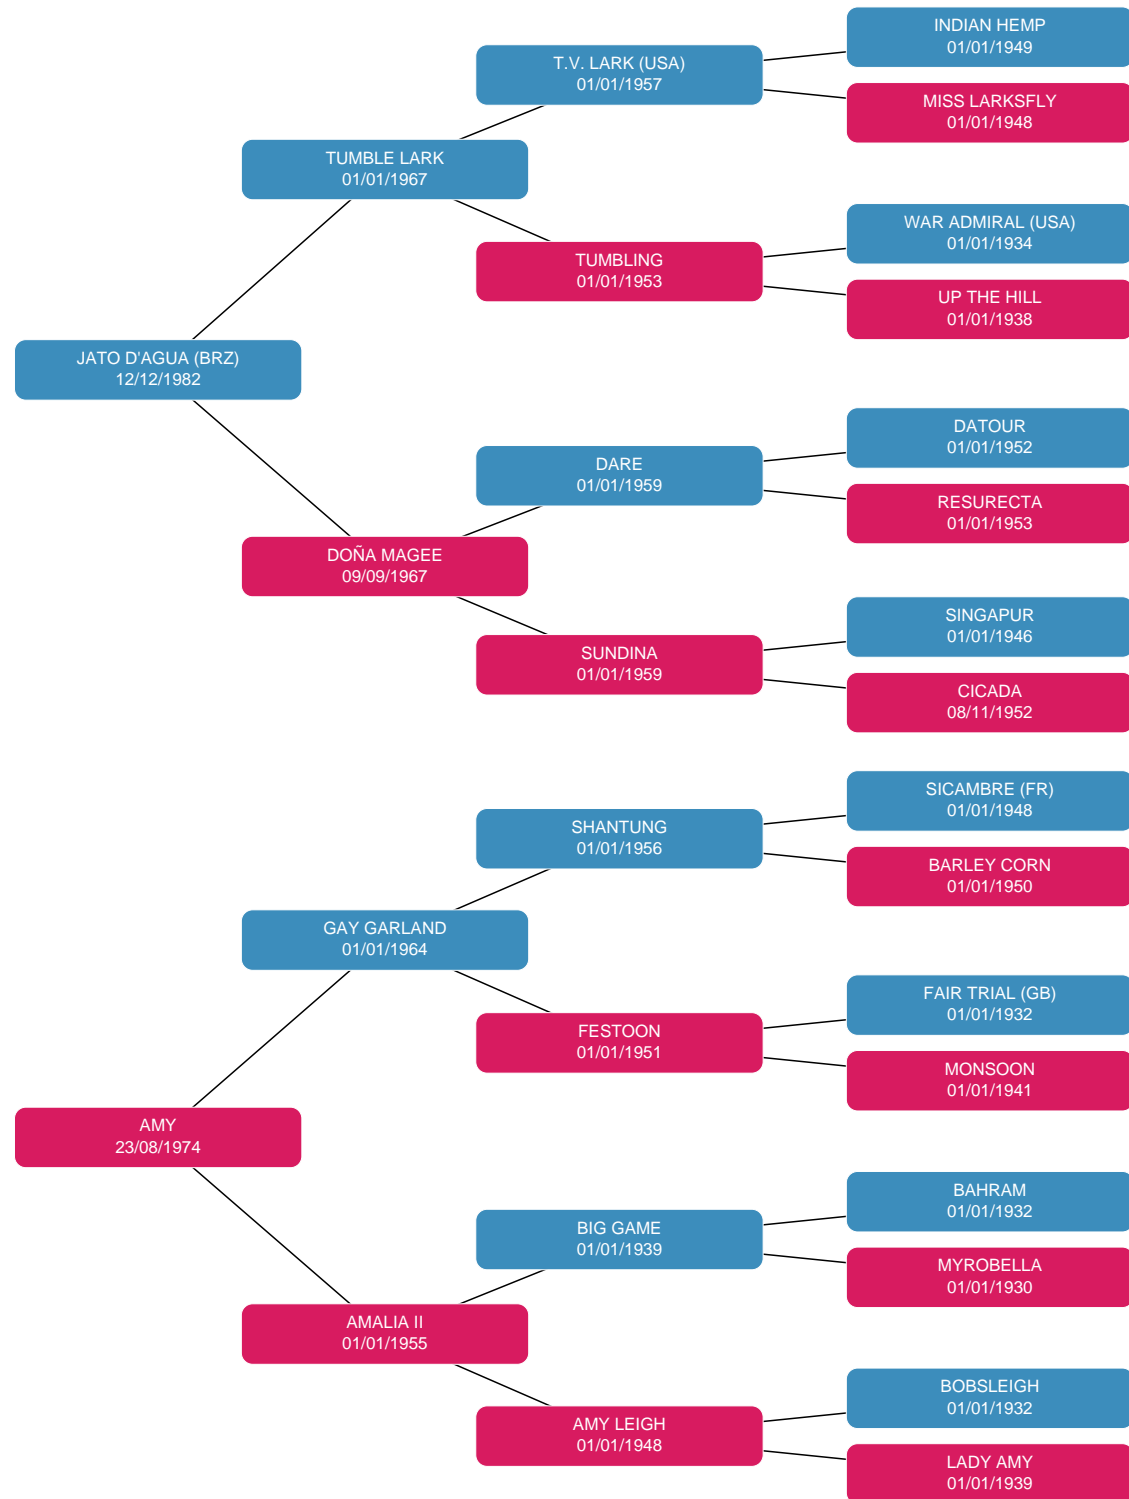 INDIAN HEMP
01/01/1949
T.V. LARK (USA)
01/01/1957
MISS LARKSFLY
01/01/1948
TUMBLE LARK
01/01/1967
WAR ADMIRAL (USA)
01/01/1934
TUMBLING
01/01/1953
UP THE HILL
01/01/1938
JATO D'AGUA (BRZ)
12/12/1982
DATOUR
01/01/1952
DARE
01/01/1959
RESURECTA
01/01/1953
DOÑA MAGEE
09/09/1967
SINGAPUR
01/01/1946
SUNDINA
01/01/1959
CICADA
08/11/1952
SICAMBRE (FR)
01/01/1948
SHANTUNG
01/01/1956
BARLEY CORN
01/01/1950
GAY GARLAND
01/01/1964
FAIR TRIAL (GB)
01/01/1932
FESTOON
01/01/1951
MONSOON
01/01/1941
AMY
23/08/1974
BAHRAM
01/01/1932
BIG GAME
01/01/1939
MYROBELLA
01/01/1930
AMALIA II
01/01/1955
BOBSLEIGH
01/01/1932
AMY LEIGH
01/01/1948
LADY AMY
01/01/1939